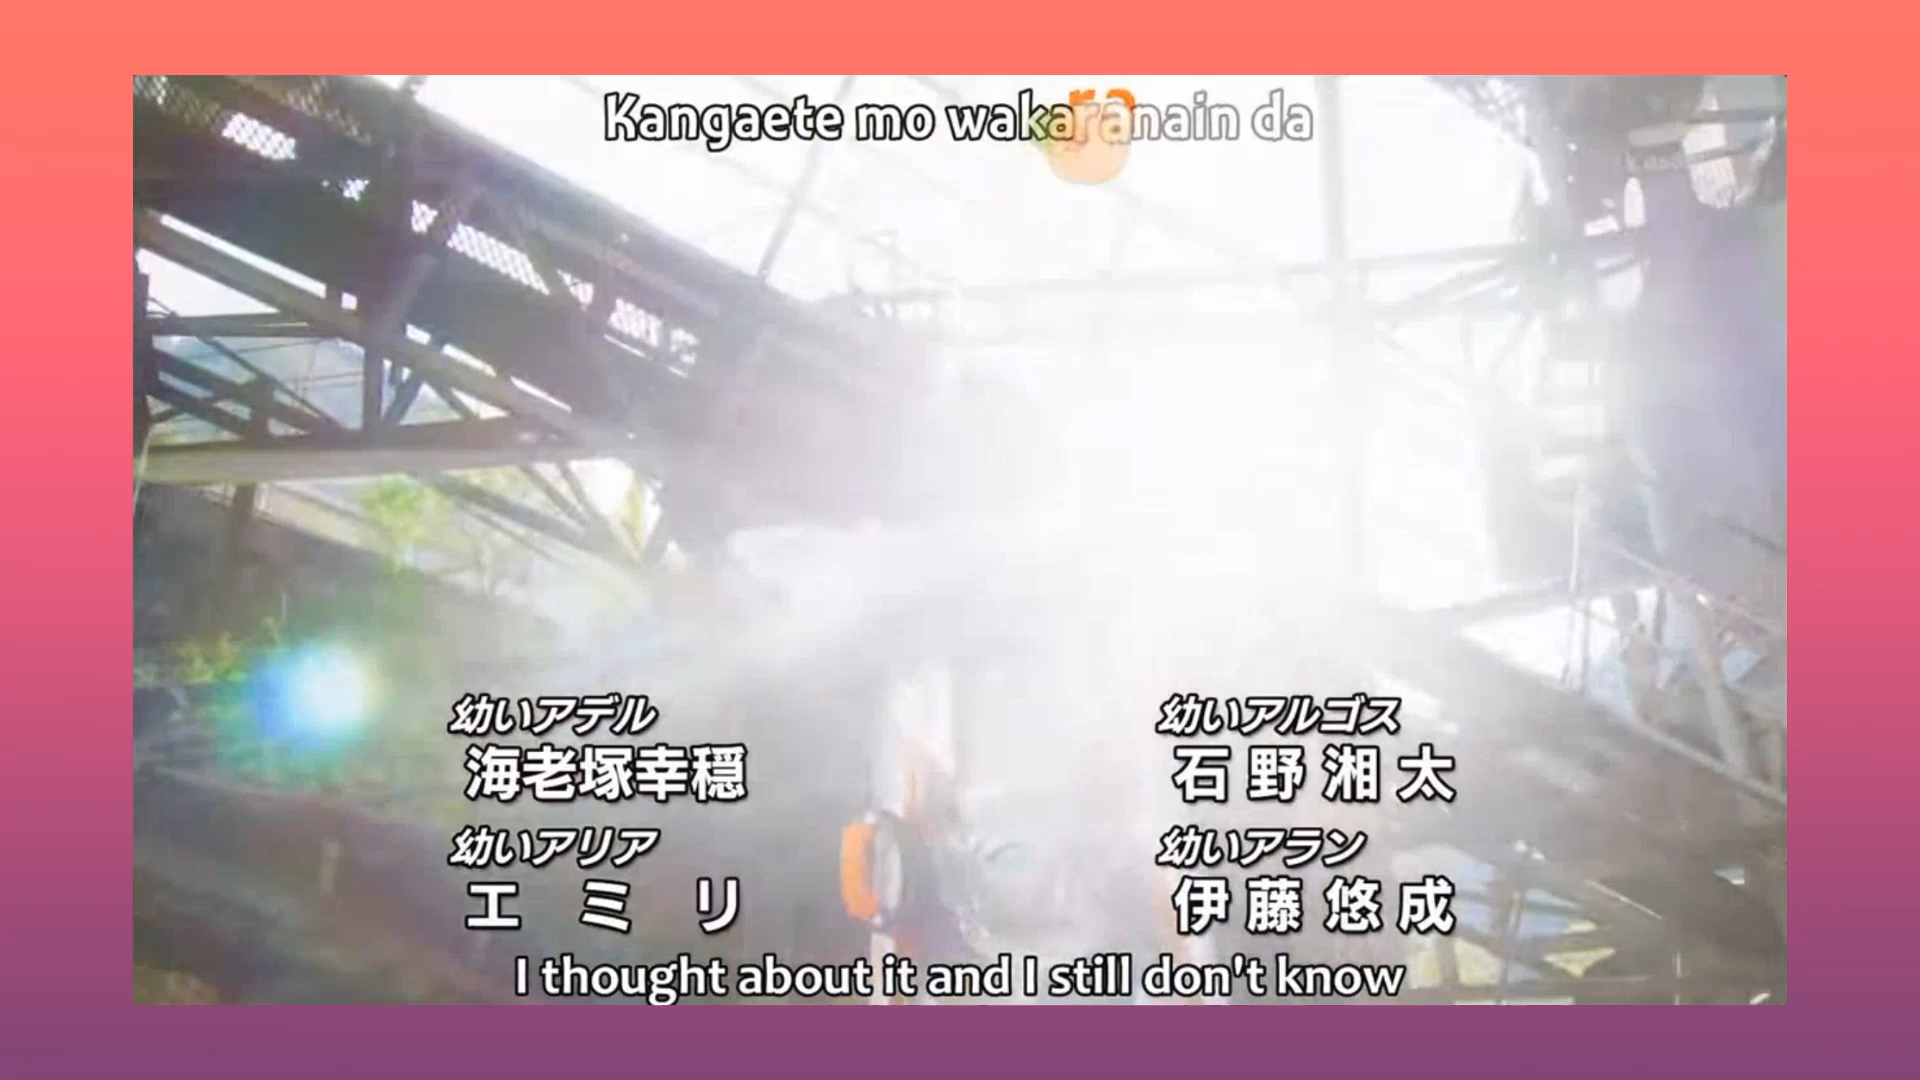 Kangaete mo wakaranain da
幼いアデル
海老塚幸穏
幼いアリア
エミリ
幼いアルゴス
石野湘太
幼いアラン
伊藤悠成
I thought about it and I still don't know